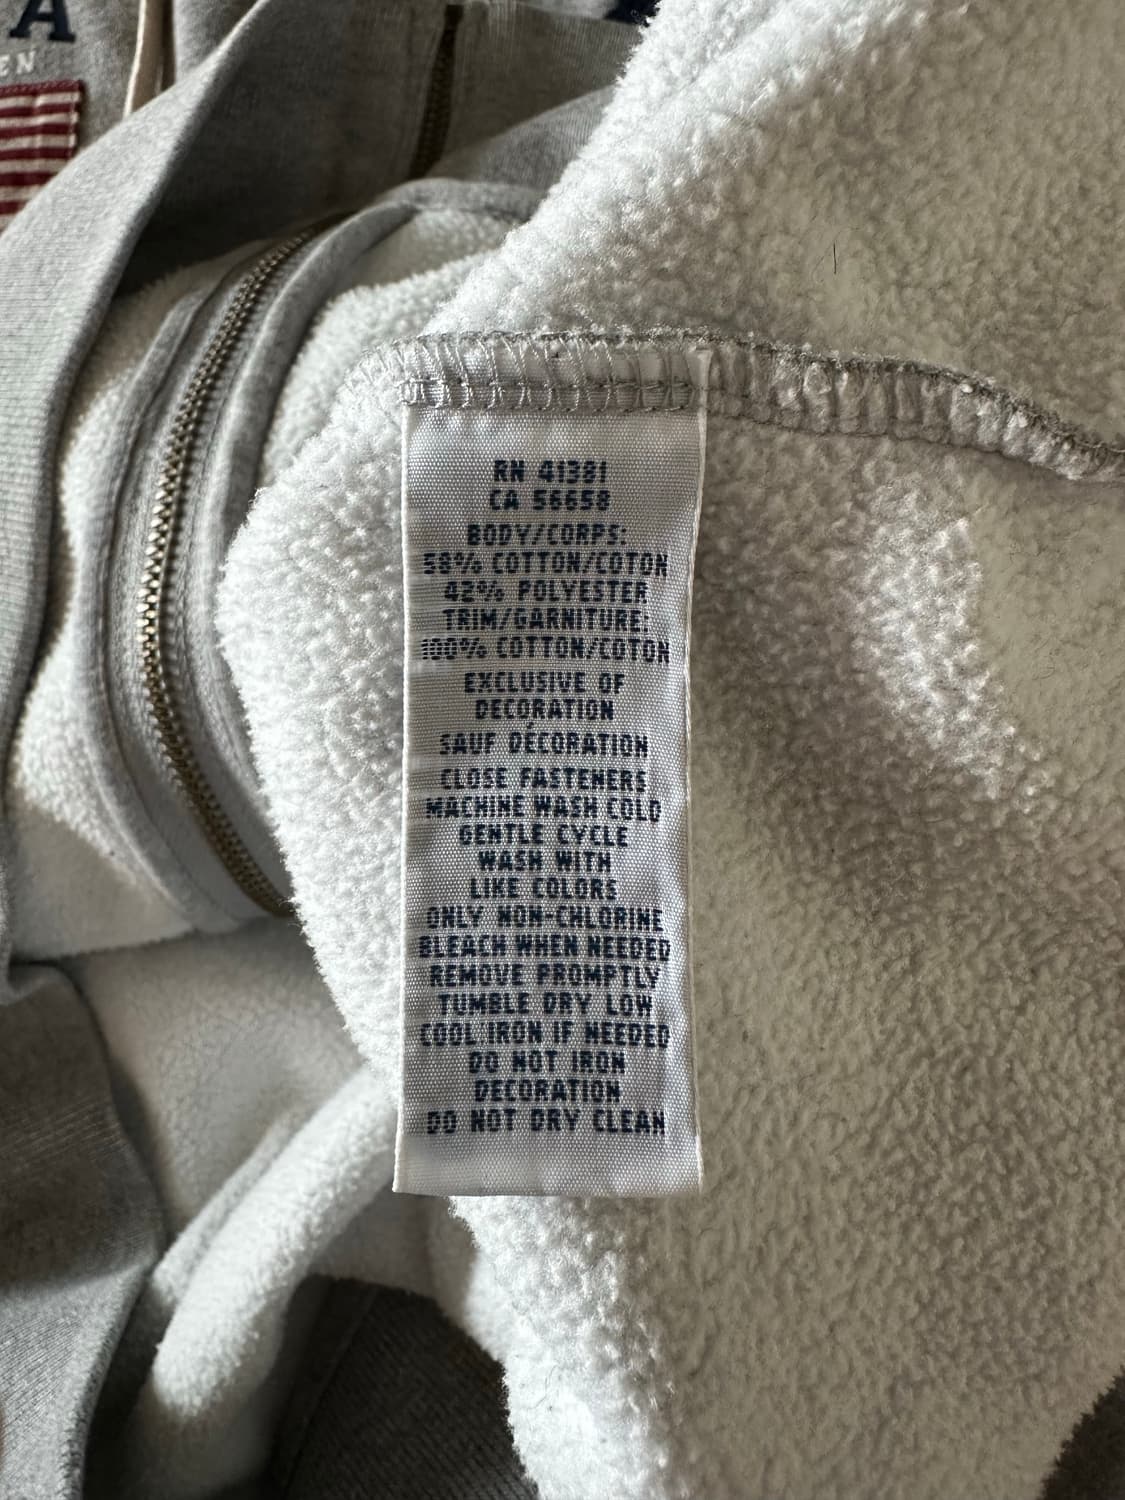 A
EN
RN 41381
CA 56658
BODY/CORPS:
58% COTTON/COTON
42% POLYESTER
TRIM/GARNITURE:
100% COTTON/COTON
EXCLUSIVE OF
DECORATION
SAUF DÉCORATION
CLOSE FASTENERS
MACHINE WASH COLD
GENTLE CYCLE
WASH WITH
LIKE COLORS
ONLY NON-CHLORINE
BLEACH WHEN NEEDED
REMOVE PROMPTLY
TUMBLE DRY LOW
COOL IRON IF NEEDED
DO NOT IRON
DECORATION
DO NOT DRY CLEAN